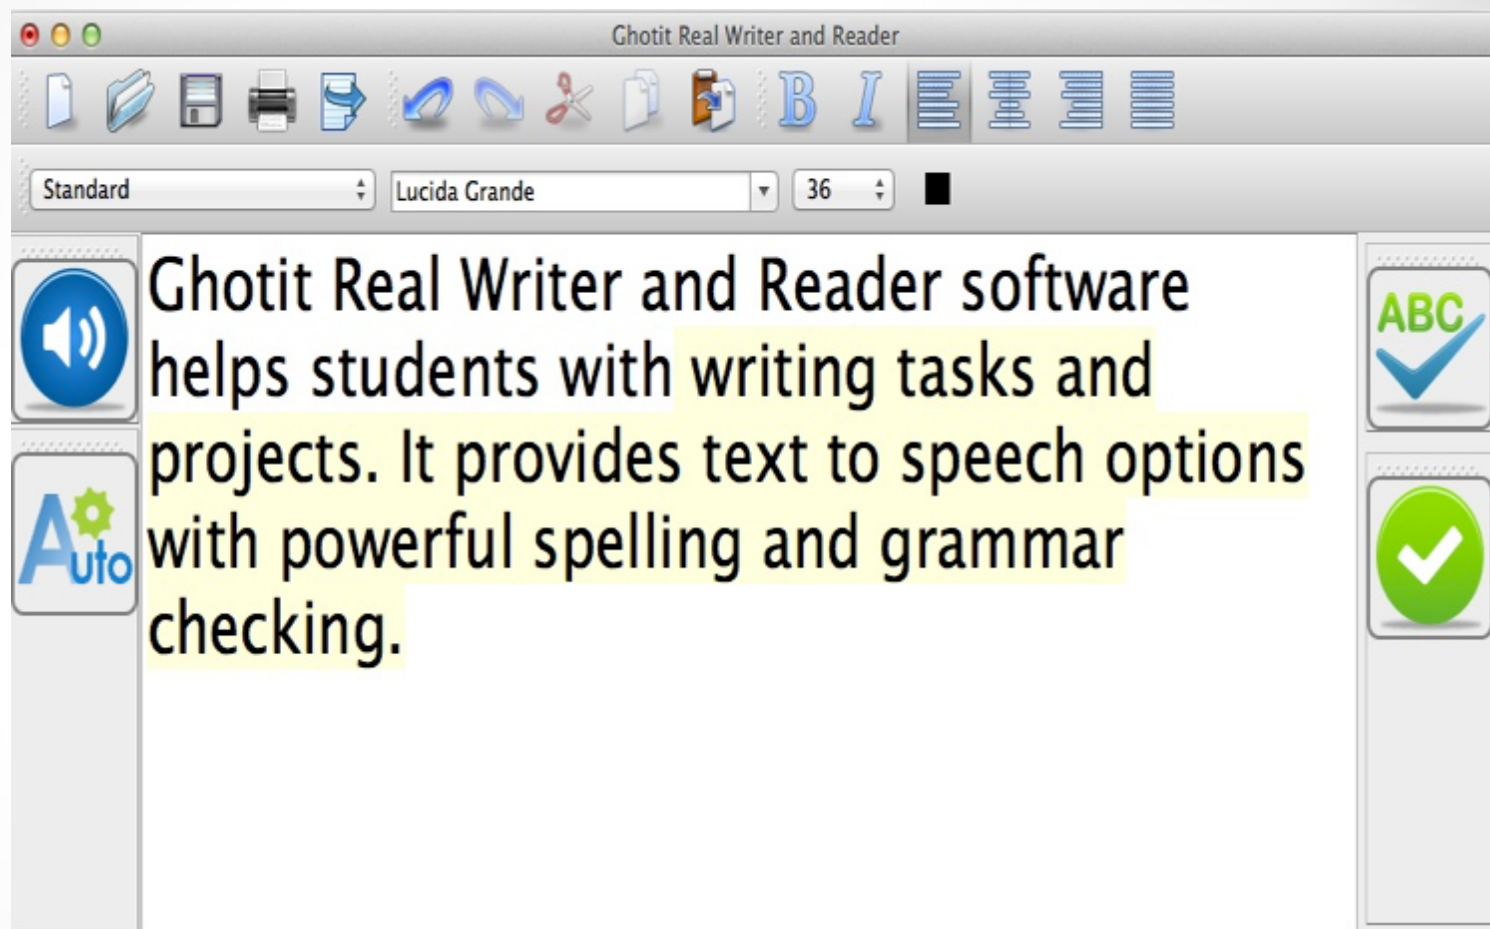 Ghotit Real Writer and Reader
B I
Standard
Lucida Grande
36
Ghotit Real Writer and Reader software
helps students with writing tasks and
projects. It provides text to speech options
with powerful spelling and grammar
checking.
Auto
ABC